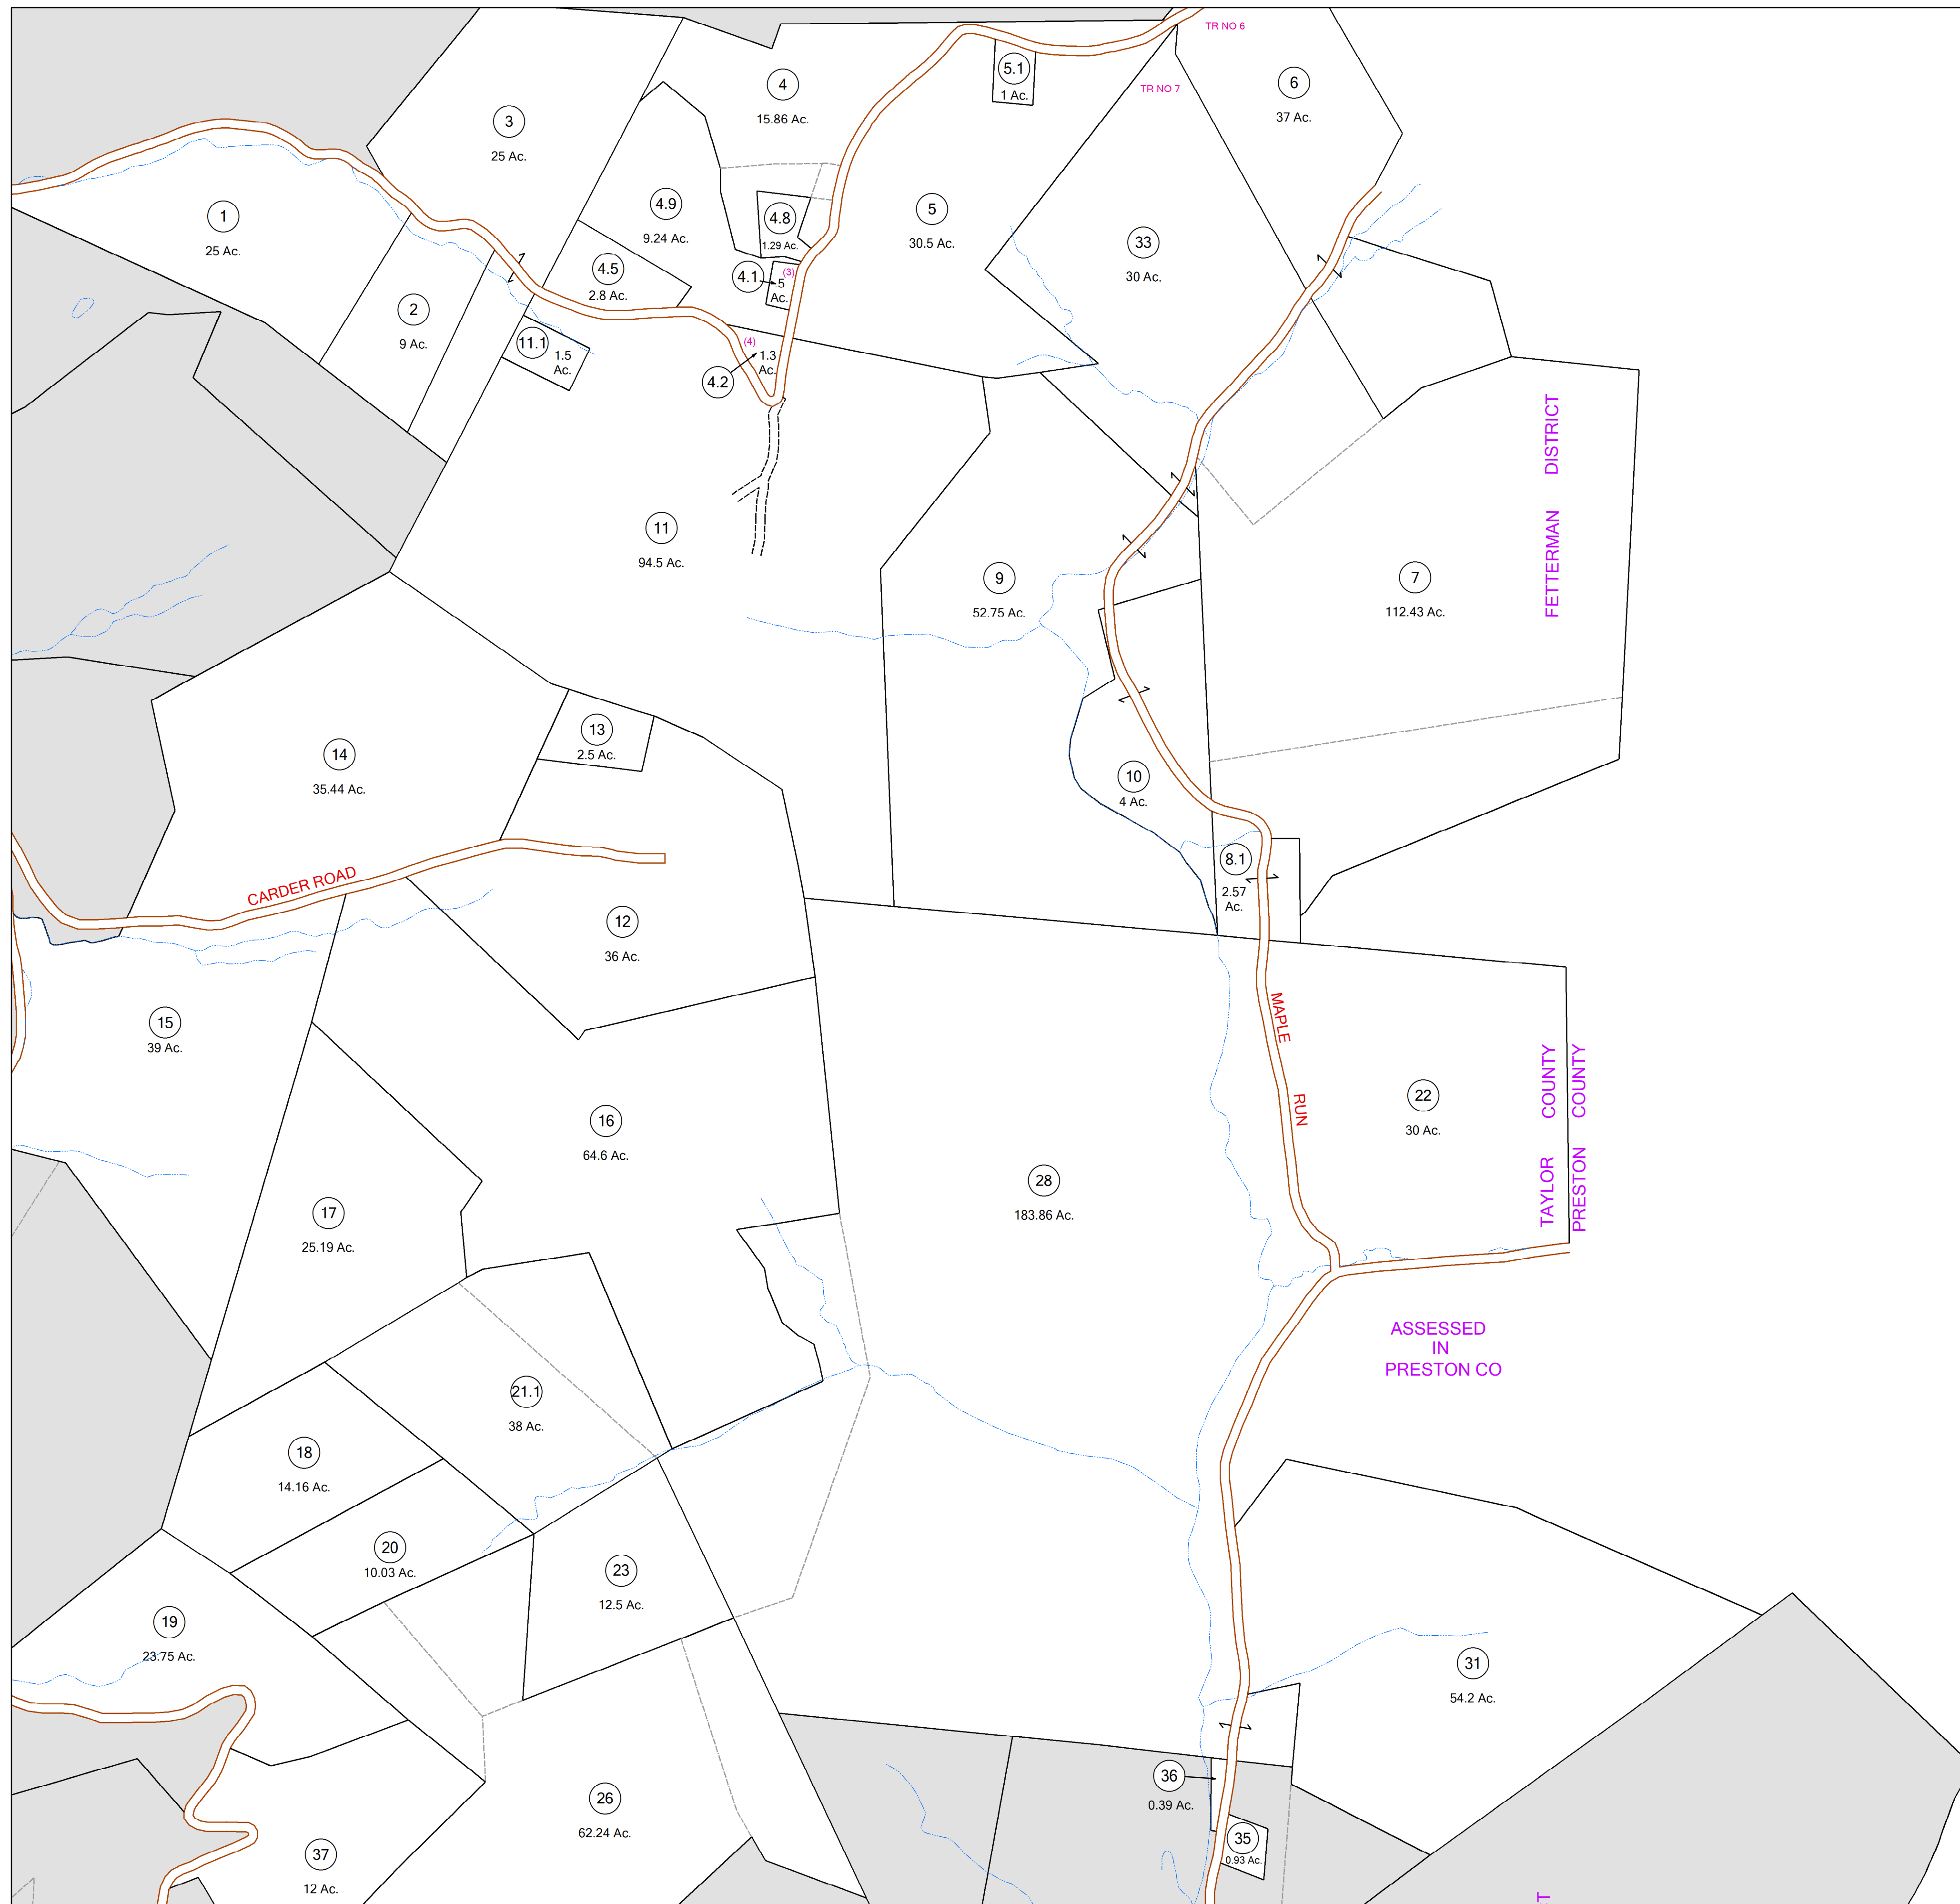 TR NO 6
4
15.86 Ac.
5.1
1 Ac.
TR NO 7
6
37 Ac.
3
25 Ac.
1
25 Ac.
4.9
9.24 Ac.
4.8
1.29 Ac.
5
30.5 Ac.
33
30 Ac.
4.5
2.8 Ac.
4.1
(3)
.5
Ac.
2
9 Ac.
11.1
1.5
Ac.
(4)
1.3
Ac.
4.2
FETTERMAN DISTRICT
11
94.5 Ac.
9
52.75 Ac.
7
112.43 Ac.
14
35.44 Ac.
13
2.5 Ac.
10
4 Ac.
8.1
2.57
Ac.
CARDER ROAD
12
36 Ac.
15
39 Ac.
MAPLE
RUN
22
30 Ac.
TAYLOR COUNTY
PRESTON COUNTY
16
64.6 Ac.
28
183.86 Ac.
17
25.19 Ac.
ASSESSED
IN
PRESTON CO
21.1
38 Ac.
18
14.16 Ac.
20
10.03 Ac.
23
12.5 Ac.
19
23.75 Ac.
31
54.2 Ac.
36
0.39 Ac.
26
62.24 Ac.
35
0.93 Ac.
37
12 Ac.
T